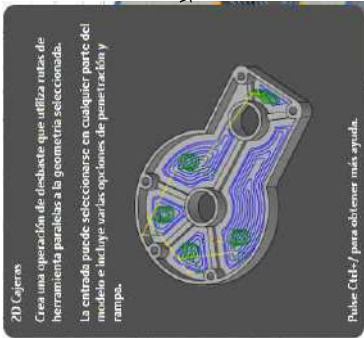 2D Cajeras
Crea una operación de desbaste que utiliza rutas de
herramienta paralelas a la geometría seleccionada.
La entrada puede seleccionarse en cualquier parte del
modelo e incluye varias opciones de penetración y
rampa.
Pulse Ctrl+/ para obtener más ayuda.